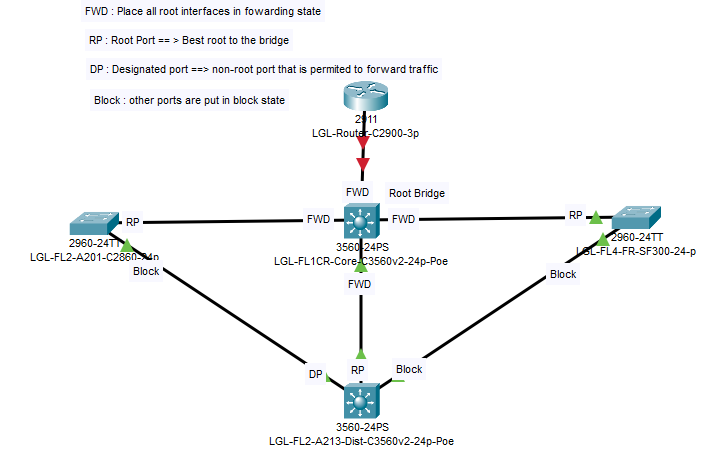 FWD : Place all root interfaces in fowarding state
RP : Root Port == > Best root to the bridge
DP : Designated port ==> non-root port that is permited to forward traffic
Block : other ports are put in block state
2911
LGL-Router-C2900-3p
FWD
Root Bridge
RP
FWD
FWD
RP
2960-24TT
LGL-FL2-A201-C2860-24p
3560-24PS
LGL-FL1CR-Core-C3560v2-24p-Poe
2960-24TT
LGL-FL4-FR-SF300-24-p
Block
FWD
Block
DP
RP
Block
3560-24PS
LGL-FL2-A213-Dist-C3560v2-24p-Poe